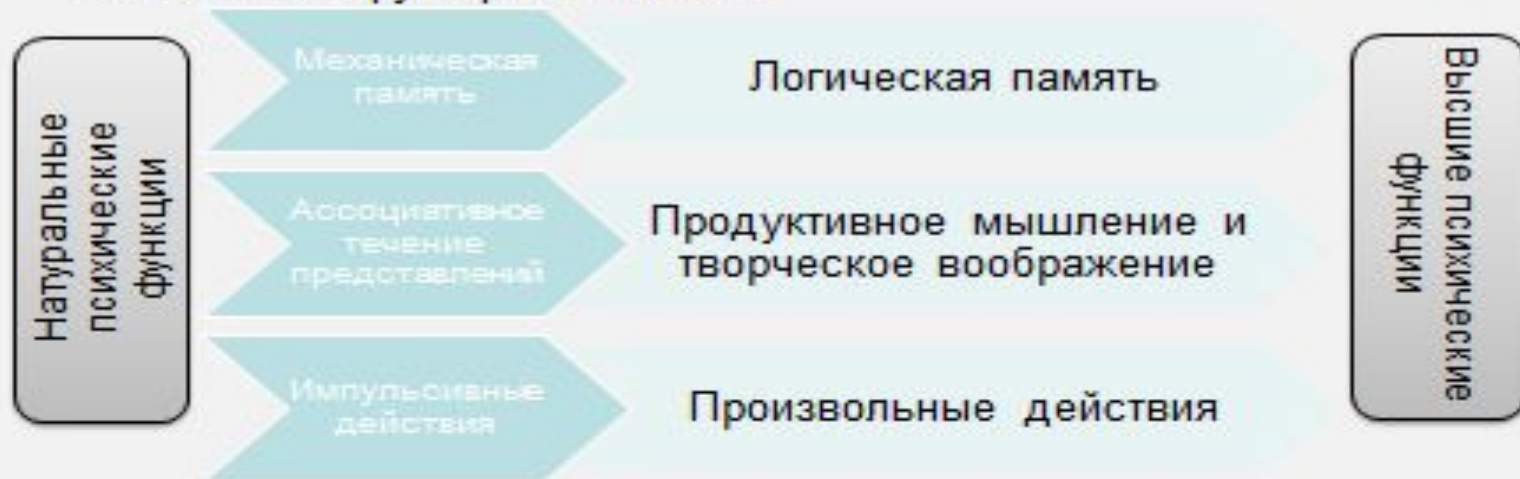 Натуральные
психические
функции
Механическая
память
Логическая память
Ассоциативное
течение
представлений
Продуктивное мышление и
творческое воображение
Импульсивные
действия
Произвольные действия
Высшие психические
функции